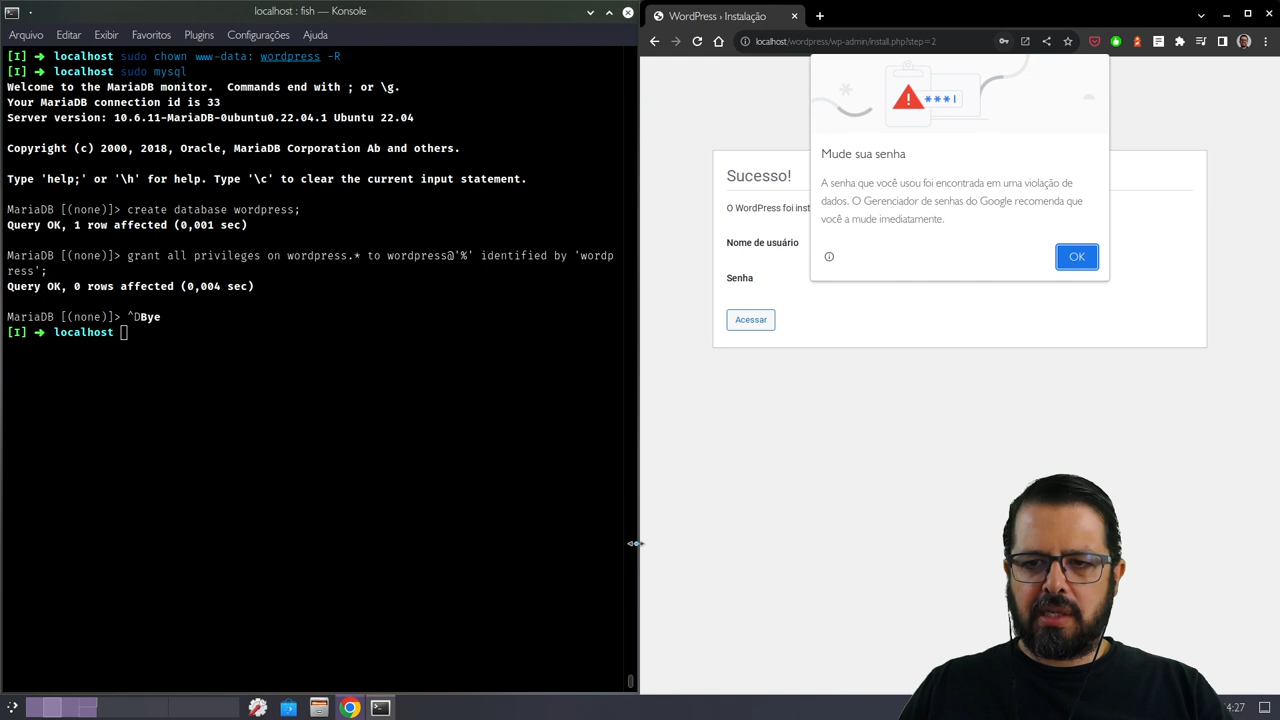 localhost : fish — Konsole
Arquivo Editar Exibir Favoritos Plugins Configurações Ajuda
[I] ➜ localhost sudo chown www-data: wordpress -R
[I] ➜ localhost sudo mysql
Welcome to the MariaDB monitor.  Commands end with ; or \g.
Your MariaDB connection id is 33
Server version: 10.6.11-MariaDB-0ubuntu0.22.04.1 Ubuntu 22.04
Copyright (c) 2000, 2018, Oracle, MariaDB Corporation Ab and others.
Type 'help;' or '\h' for help. Type '\c' to clear the current input statement.
MariaDB [(none)]> create database wordpress;
Query OK, 1 row affected (0,001 sec)
MariaDB [(none)]> grant all privileges on wordpress.* to wordpress@'%' identified by 'wordp
ress';
Query OK, 0 rows affected (0,004 sec)
MariaDB [(none)]> ^DBye
[I] ➜ localhost
WordPress › Instalação
localhost/wordpress/wp-admin/install.php?step=2
***|
Mude sua senha
A senha que você usou foi encontrada em uma violação de
dados. O Gerenciador de senhas do Google recomenda que
você a mude imediatamente.
OK
Sucesso!
O WordPress foi inst
Nome de usuário
Senha
Acessar
4:27